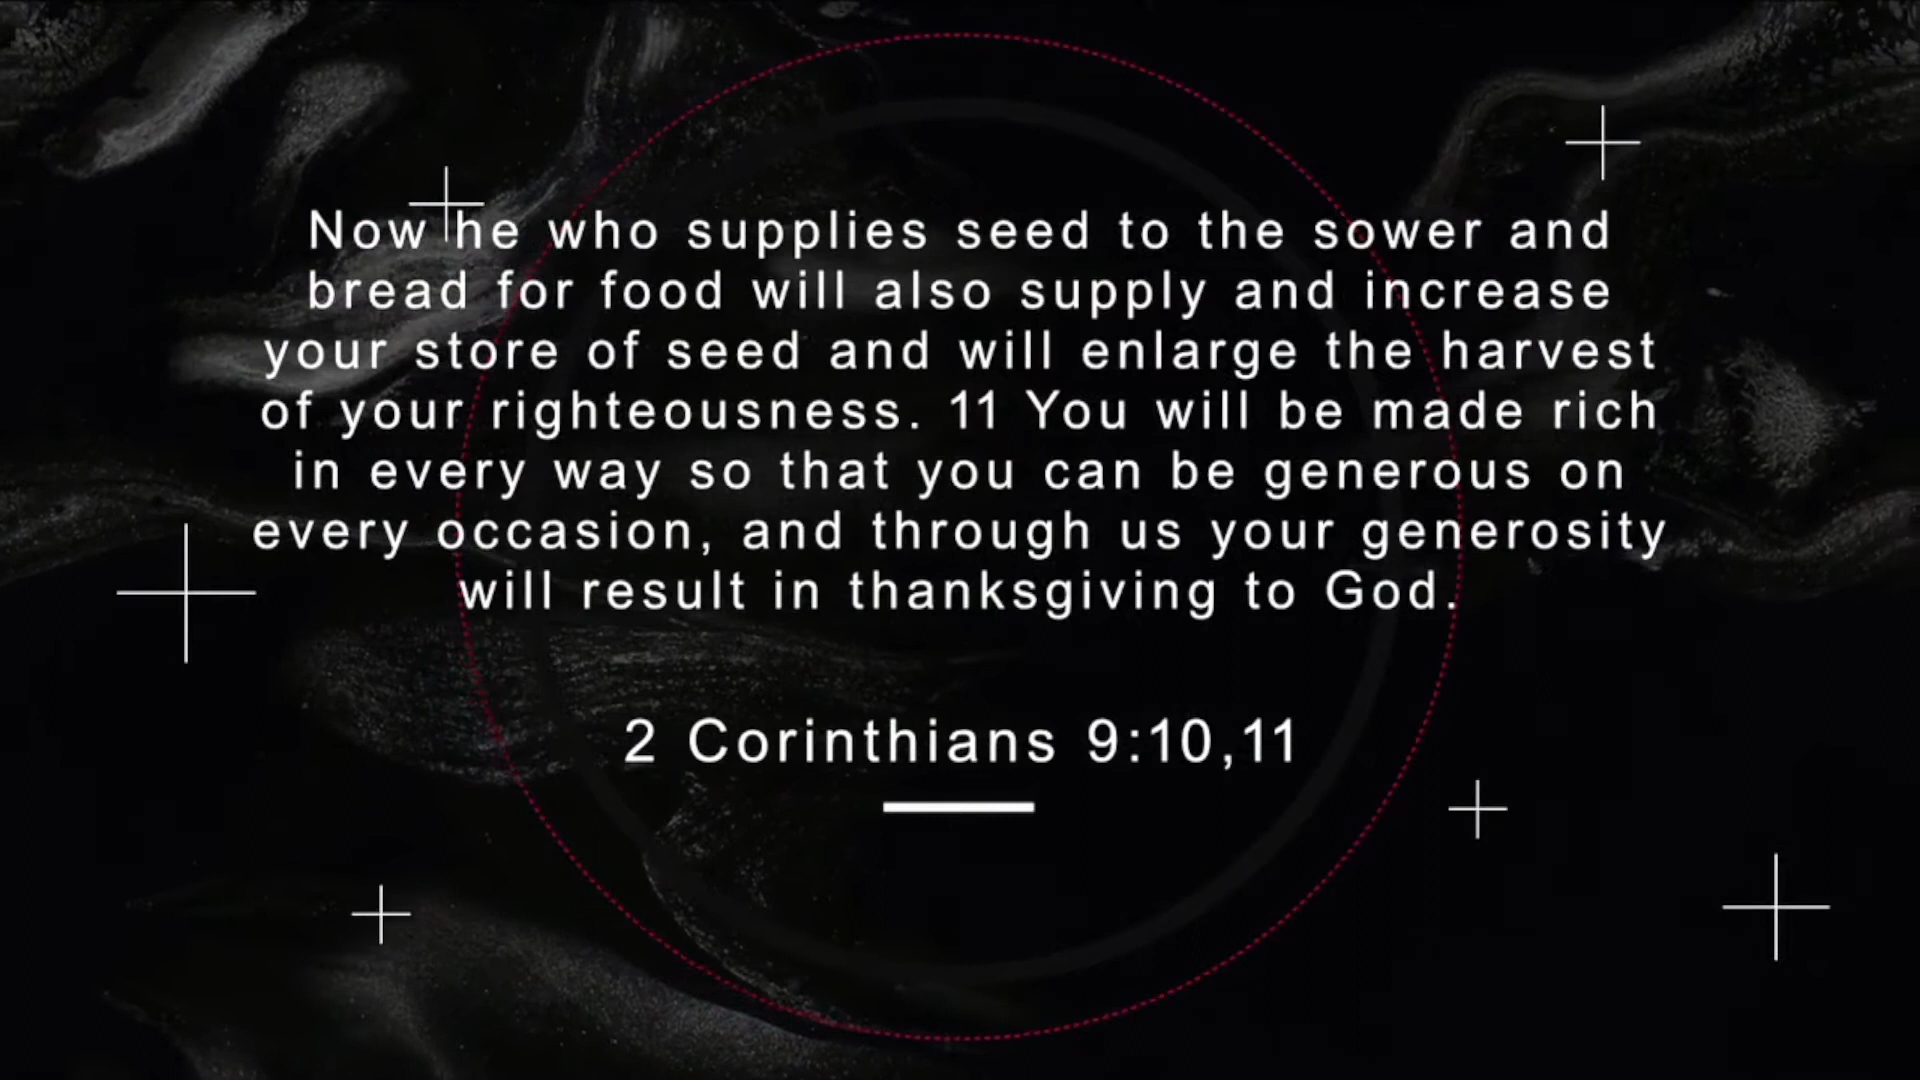 Now he who supplies seed to the sower and
bread for food will also supply and increase
your store of seed and will enlarge the harvest
of your righteousness. 11 You will be made rich
in every way so that you can be generous on
every occasion, and through us your generosity
will result in thanksgiving to God.
2 Corinthians 9:10,11